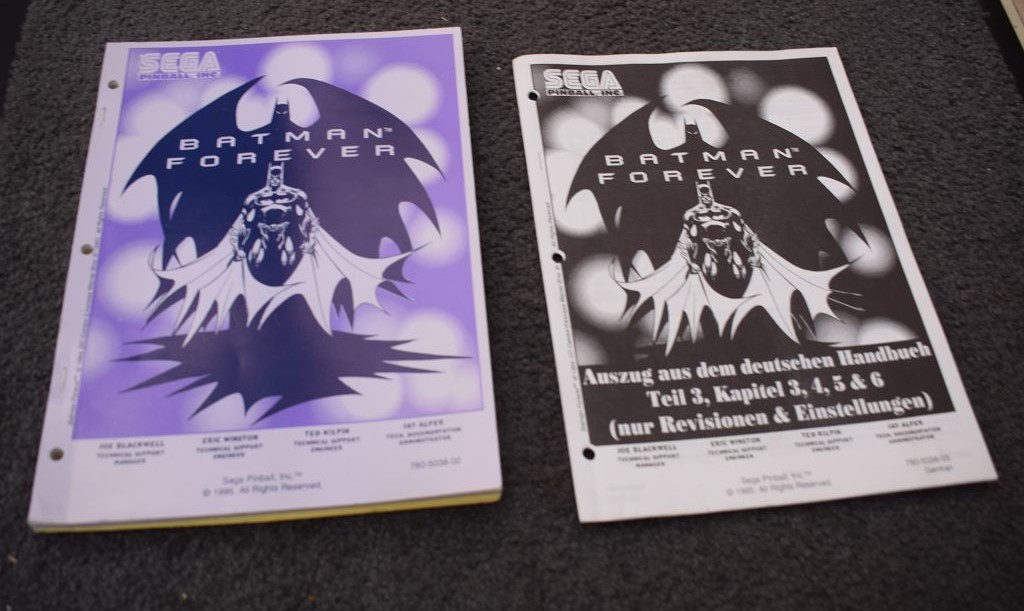 SEGA
PINBALL, INC.
BATMAN™
FOREVER
JOE BLACKWELL
TECHNICAL SUPPORT
MANAGER
ERIC WINSTON
TECHNICAL SUPPORT
ENGINEER
TED KILPIN
TECHNICAL SUPPORT
ENGINEER
JAY ALFER
TECH. DOCUMENTATION
ADMINISTRATOR
780-5038-00
Sega Pinball, Inc.™
© 1995. All Rights Reserved.
SEGA
PINBALL, INC.
BATMAN™
FOREVER
Auszug aus dem deutschen Handbuch
Teil 3, Kapitel 3, 4, 5 & 6
(nur Revisionen & Einstellungen)
JOE BLACKWELL
TECHNICAL SUPPORT
MANAGER
ERIC WINSTON
TECHNICAL SUPPORT
ENGINEER
TED KILPIN
TECHNICAL SUPPORT
ENGINEER
JAY ALFER
TECH. DOCUMENTATION
ADMINISTRATOR
German
Sega Pinball, Inc.™
© 1995. All Rights Reserved.